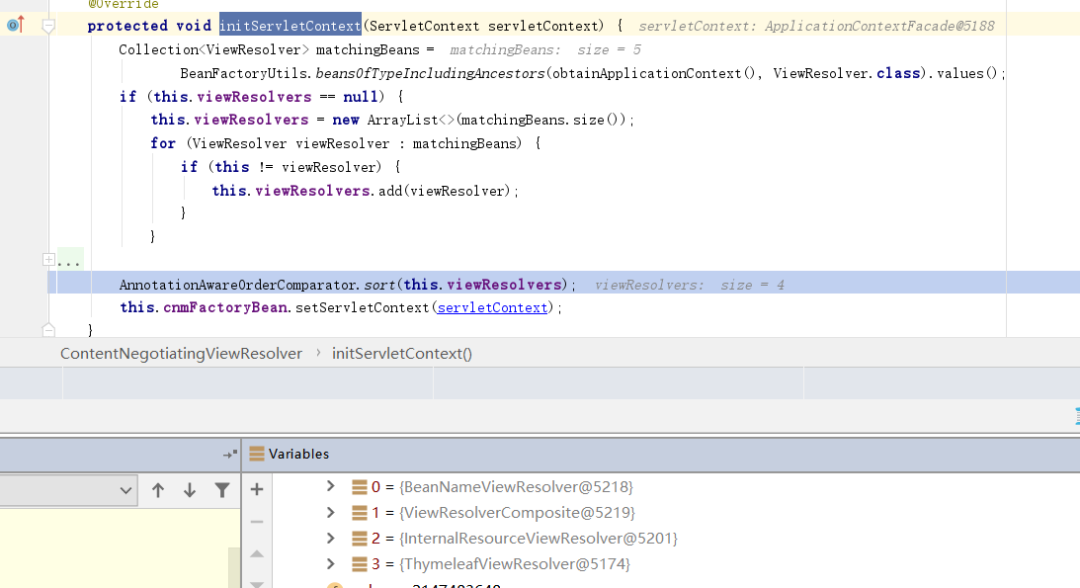 @Override
protected void initServletContext(ServletContext servletContext) {  servletContext: ApplicationContextFacade@5188
Collection<ViewResolver> matchingBeans =  matchingBeans:  size = 5
BeanFactoryUtils.beansOfTypeIncludingAncestors(obtainApplicationContext(), ViewResolver.class).values();
if (this.viewResolvers == null) {
this.viewResolvers = new ArrayList<>(matchingBeans.size());
for (ViewResolver viewResolver : matchingBeans) {
if (this != viewResolver) {
this.viewResolvers.add(viewResolver);
}
}
...
AnnotationAwareOrderComparator.sort(this.viewResolvers);  viewResolvers:  size = 4
this.cnmFactoryBean.setServletContext(servletContext);
}
ContentNegotiatingViewResolver › initServletContext()
Variables
0 = {BeanNameViewResolver@5218}
1 = {ViewResolverComposite@5219}
2 = {InternalResourceViewResolver@5201}
3 = {ThymeleafViewResolver@5174}